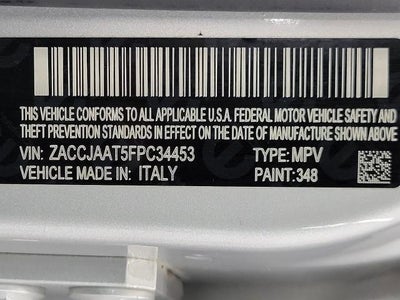 THIS VEHICLE CONFORMS TO ALL APPLICABLE U.S.A. FEDERAL MOTOR VEHICLE SAFETY AND
THEFT PREVENTION STANDARDS IN EFFECT ON THE DATE OF MANUFACTURE SHOWN ABOVE
VIN: ZACCJAAT5FPC34453 TYPE: MPV
VEHICLE MADE IN: ITALY PAINT: 348